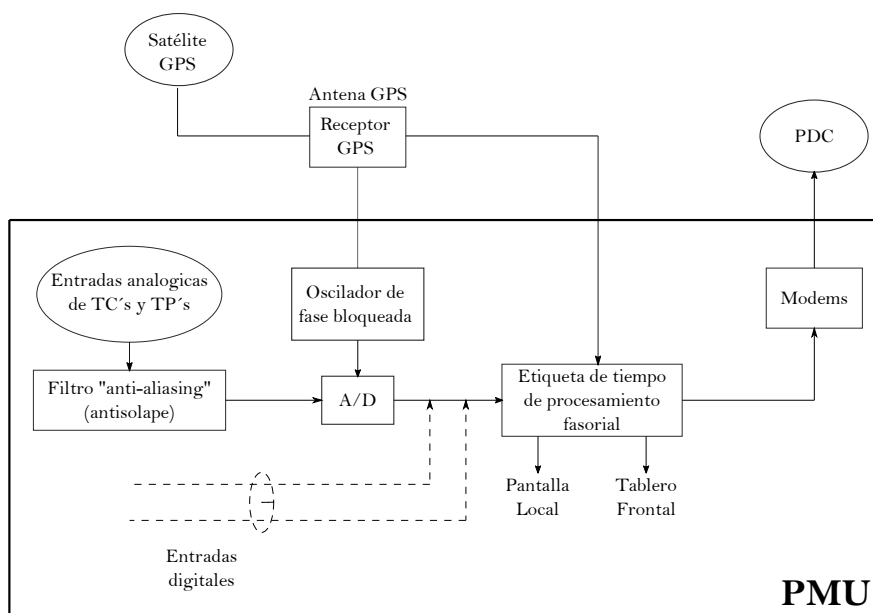 Satélite
GPS
Antena GPS
Receptor
GPS
PDC
Entradas analogicas
de TC´s y TP´s
Oscilador de
fase bloqueada
Modems
Filtro "anti-aliasing"
(antisolape)
A/D
Etiqueta de tiempo
de procesamiento
fasorial
Pantalla
Local
Tablero
Frontal
Entradas
digitales
PMU